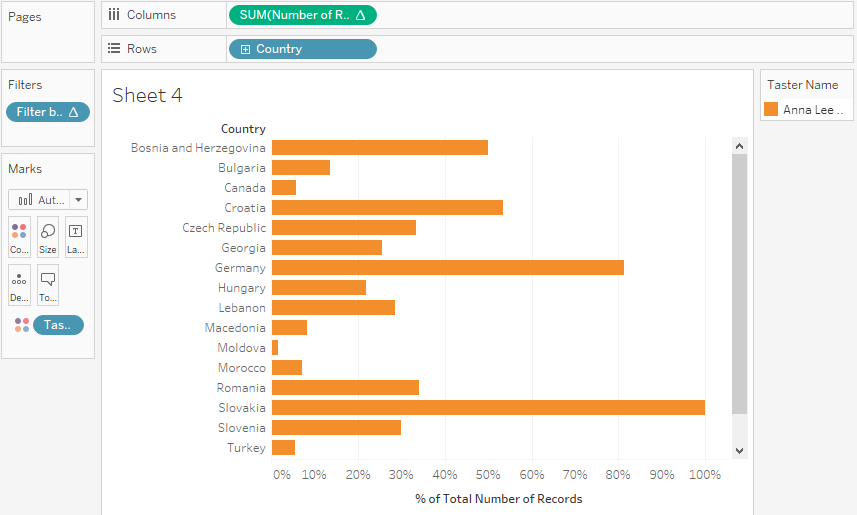 Pages
Columns
SUM(Number of R..
Rows
Country
Filters
Filter b..
Marks
Aut...
Co...
Size
La...
De...
To...
Tas..
Sheet 4
Country
Bosnia and Herzegovina
Bulgaria
Canada
Croatia
Czech Republic
Georgia
Germany
Hungary
Lebanon
Macedonia
Moldova
Morocco
Romania
Slovakia
Slovenia
Turkey
0% 10% 20% 30% 40% 50% 60% 70% 80% 90% 100%
% of Total Number of Records
Taster Name
Anna Lee ..